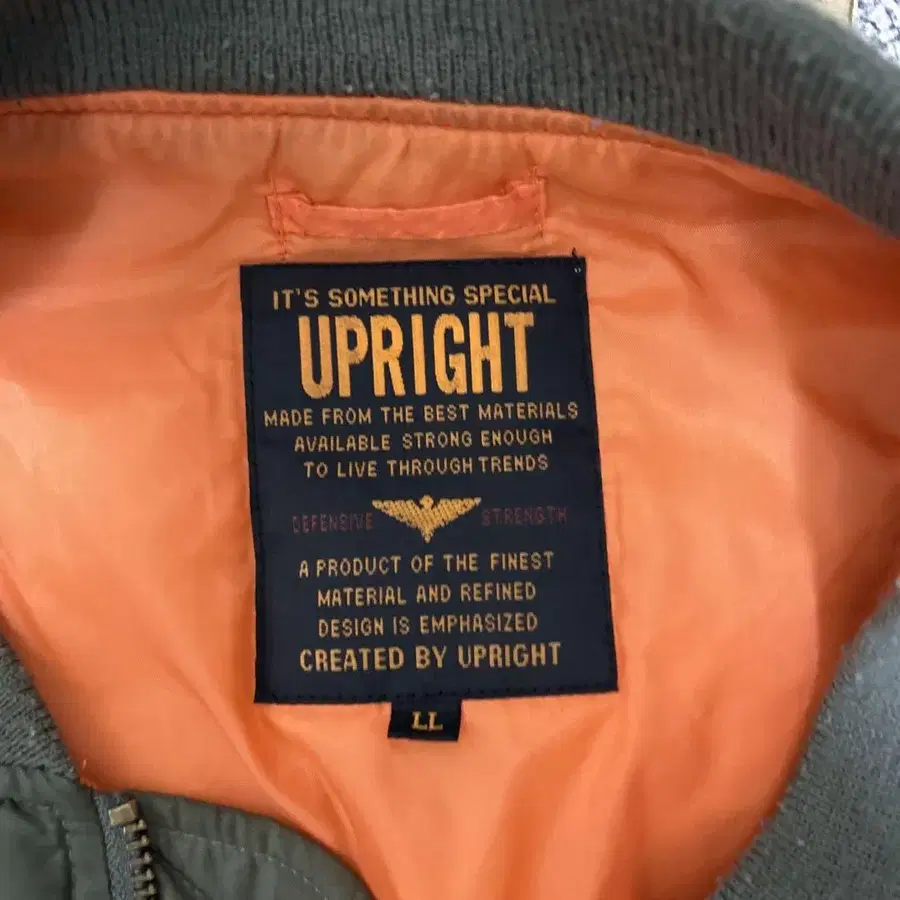 IT'S SOMETHING SPECIAL
UPRIGHT
MADE FROM THE BEST MATERIALS
AVAILABLE STRONG ENOUGH
TO LIVE THROUGH TRENDS
DEFENSIVE STRENGTH
A PRODUCT OF THE FINEST
MATERIAL AND REFINED
DESIGN IS EMPHASIZED
CREATED BY UPRIGHT
LL